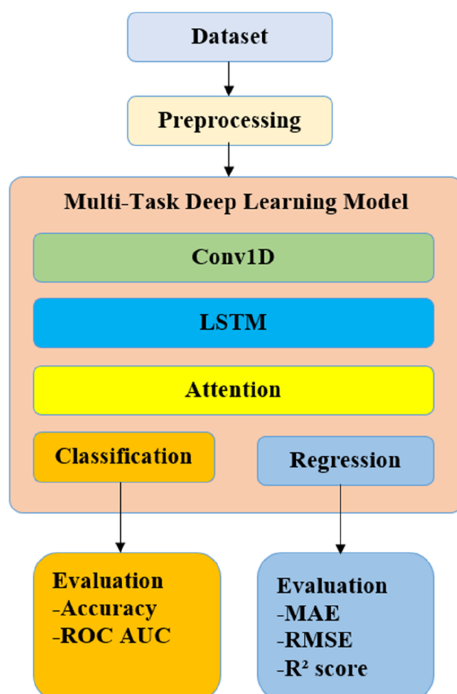 Dataset
Preprocessing
Multi-Task Deep Learning Model
Conv1D
LSTM
Attention
Classification
Regression
Evaluation
-Accuracy
-ROC AUC
Evaluation
-MAE
-RMSE
-R² score